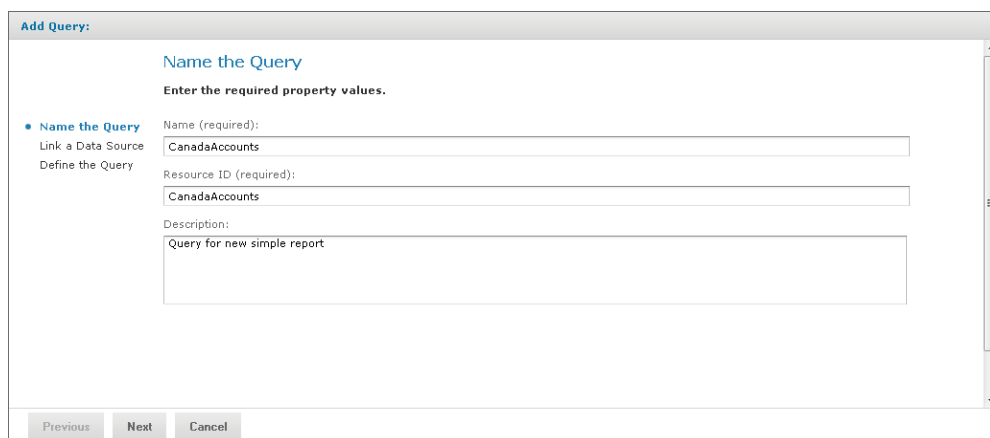 Add Query:
Name the Query
Enter the required property values.
Name the Query
Link a Data Source
Define the Query
Name (required):
CanadaAccounts
Resource ID (required):
CanadaAccounts
Description:
Query for new simple report
Previous
Next
Cancel